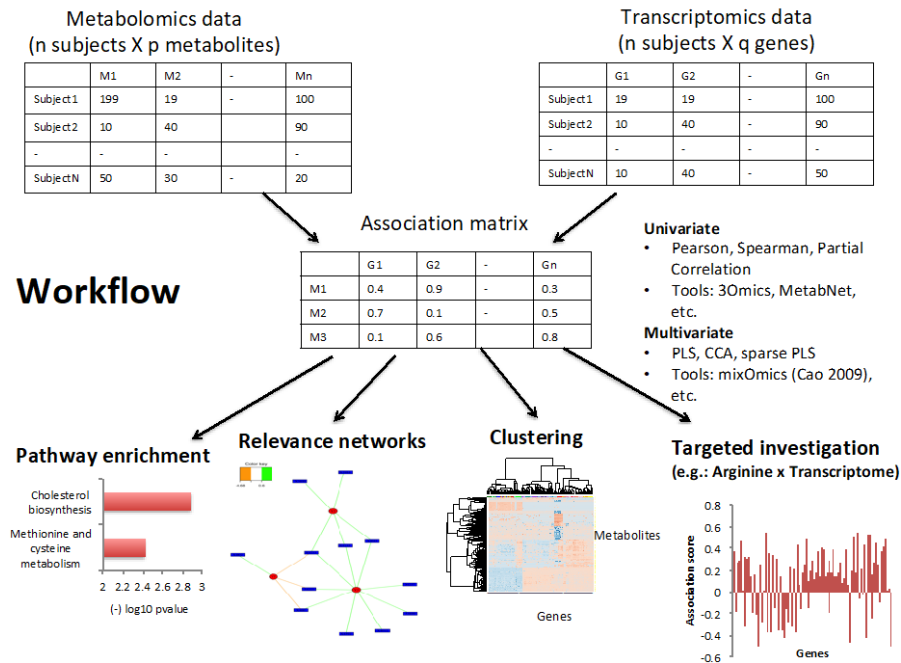 Metabolomics data
(n subjects X p metabolites)
M1 M2 - Mn
Subject1 199 19 - 100
Subject2 10 40 90
- - - -
SubjectN 50 30 - 20
Transcriptomics data
(n subjects X q genes)
G1 G2 - Gn
Subject1 19 19 - 100
Subject2 10 40 - 90
- - - - -
SubjectN 10 40 - 50
Association matrix
G1 G2 - Gn
M1 0.4 0.9 - 0.3
M2 0.7 0.1 - 0.5
M3 0.1 0.6 0.8
Workflow
Univariate
• Pearson, Spearman, Partial
Correlation
• Tools: 3Omics, MetabNet,
etc.
Multivariate
• PLS, CCA, sparse PLS
• Tools: mixOmics (Cao 2009),
etc.
Pathway enrichment
Cholesterol
biosynthesis
Methionine and
cysteine
metabolism
2 2.2 2.4 2.6 2.8 3
(-) log10 pvalue
Relevance networks
Clustering
Metabolites
Genes
Targeted investigation
(e.g.: Arginine x Transcriptome)
Association score
0.8
0.6
0.4
0.2
0
-0.2
-0.4
-0.6
Genes